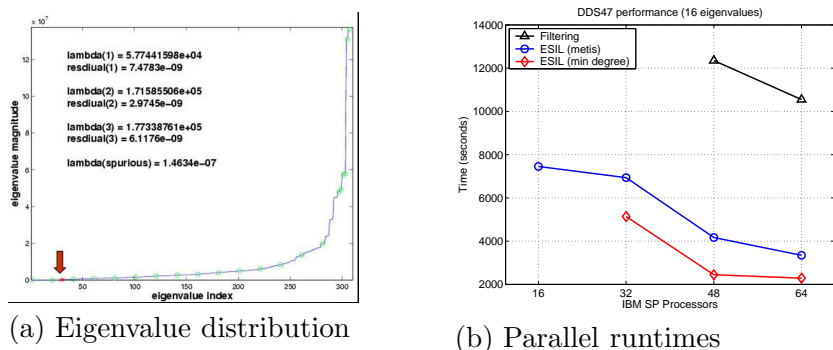 x 10^7
12
10
8
6
4
2
0
eigenvalue magnitude
lambda(1) = 5.77441598e+04
resdiual(1) = 7.4783e-09
lambda(2) = 1.71585506e+05
resdiual(2) = 2.9745e-09
lambda(3) = 1.77338761e+05
resdiual(3) = 6.1176e-09
lambda(spurious) = 1.4634e-07
50 100 150 200 250 300
eigenvalue index
(a) Eigenvalue distribution
DDS47 performance (16 eigenvalues)
14000
12000
10000
8000
6000
4000
2000
Time (seconds)
Filtering
ESIL (metis)
ESIL (min degree)
16 32 48 64
IBM SP Processors
(b) Parallel runtimes